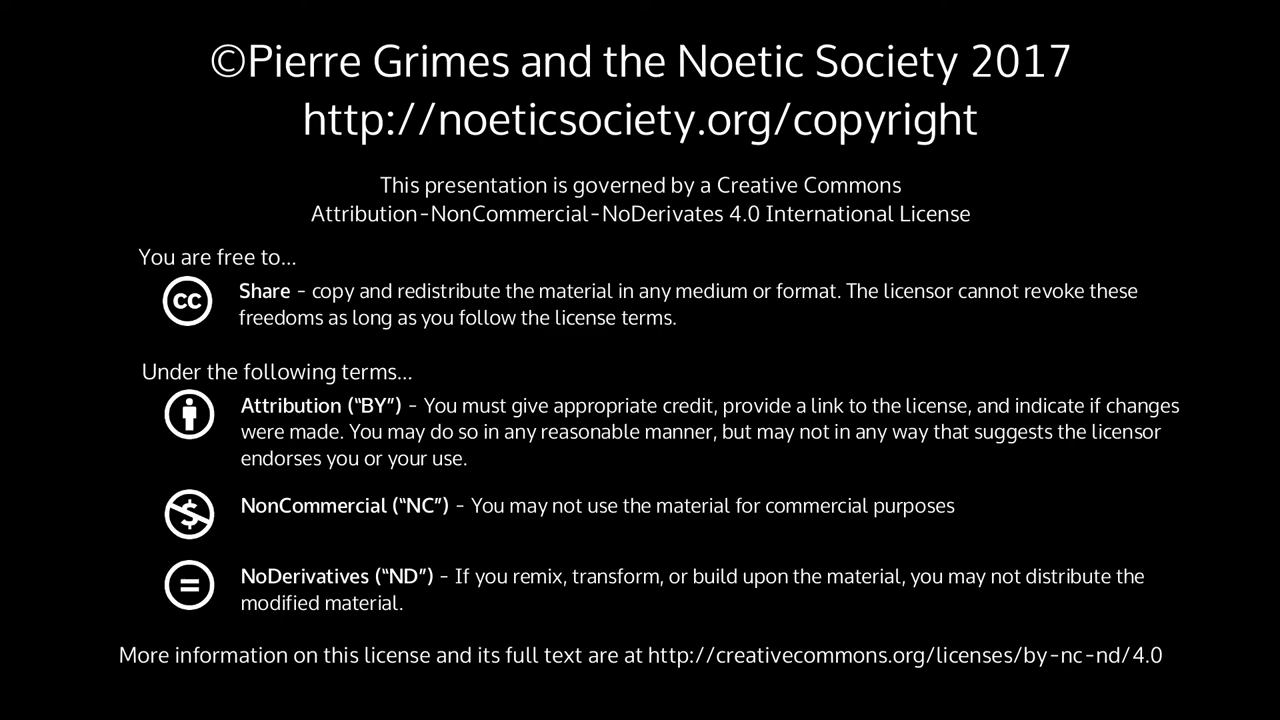 ©Pierre Grimes and the Noetic Society 2017
http://noeticsociety.org/copyright
This presentation is governed by a Creative Commons
Attribution-NonCommercial-NoDerivates 4.0 International License
You are free to...
cc
Share - copy and redistribute the material in any medium or format. The licensor cannot revoke these
freedoms as long as you follow the license terms.
Under the following terms...
Attribution (“BY”) - You must give appropriate credit, provide a link to the license, and indicate if changes
were made. You may do so in any reasonable manner, but may not in any way that suggests the licensor
endorses you or your use.
$
NonCommercial (“NC”) - You may not use the material for commercial purposes
=
NoDerivatives (“ND”) - If you remix, transform, or build upon the material, you may not distribute the
modified material.
More information on this license and its full text are at http://creativecommons.org/licenses/by-nc-nd/4.0